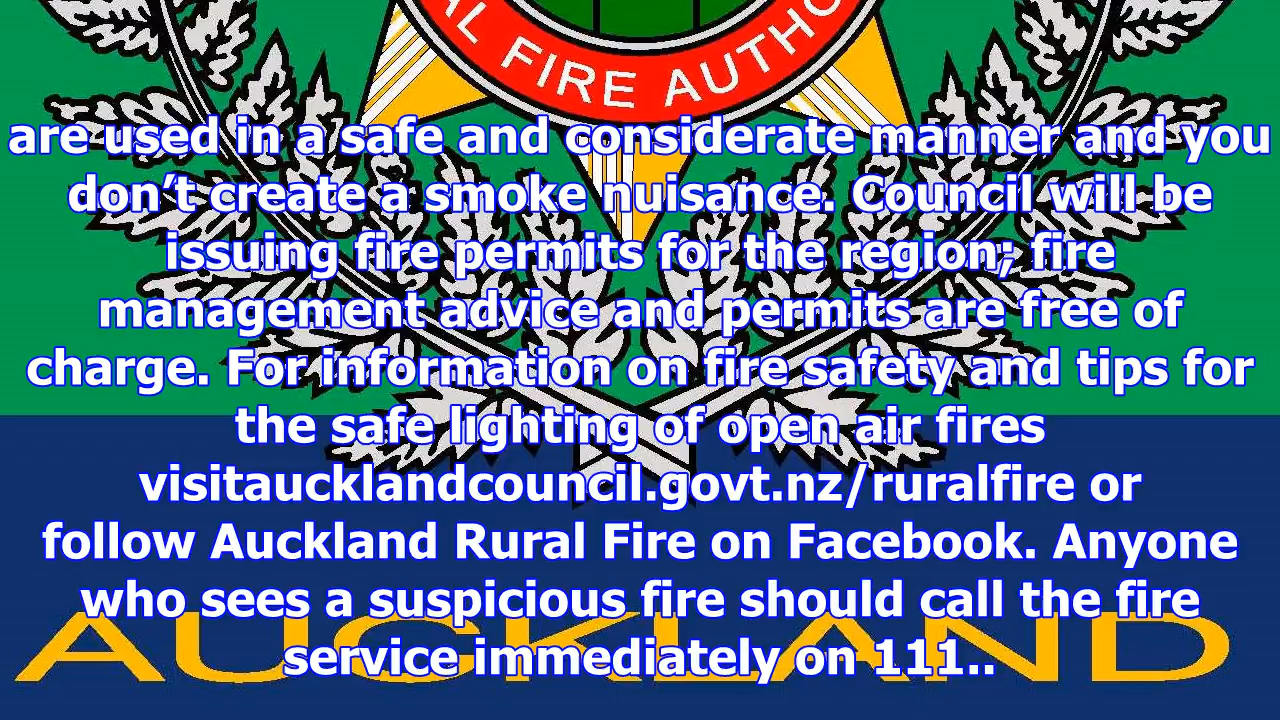 AL FIRE AUTHO
are used in a safe and considerate manner and you
don’t create a smoke nuisance. Council will be
issuing fire permits for the region; fire
management advice and permits are free of
charge. For information on fire safety and tips for
the safe lighting of open air fires
visitaucklandcouncil.govt.nz/ruralfire or
follow Auckland Rural Fire on Facebook. Anyone
who sees a suspicious fire should call the fire
service immediately on 111..
AUCKLAND